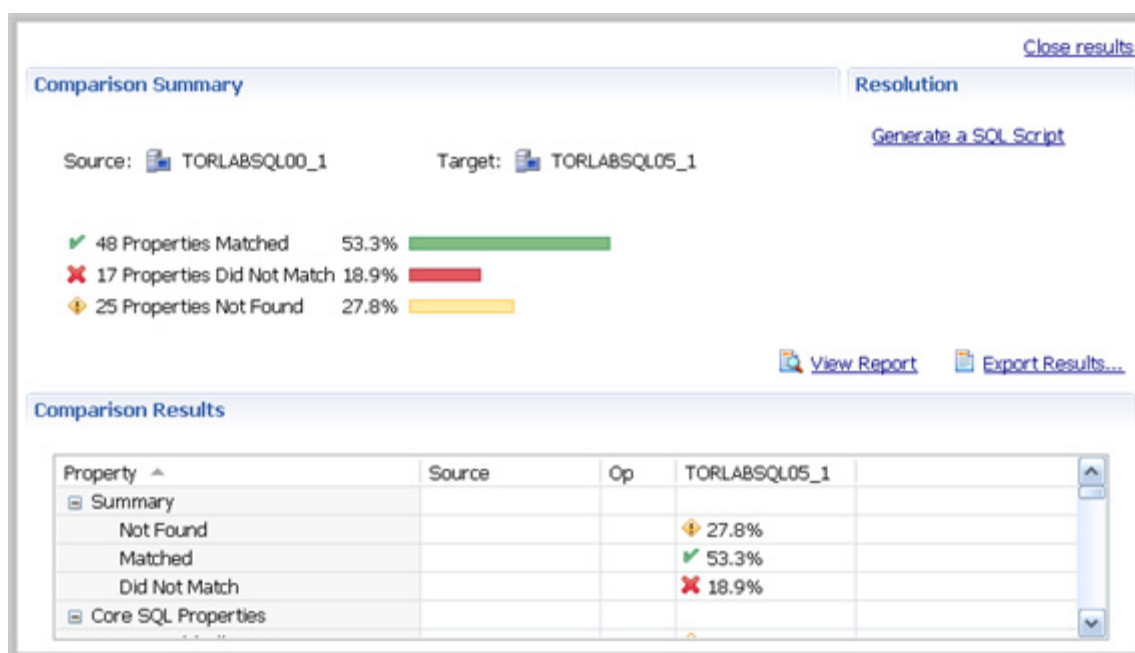 Close results
Comparison Summary
Resolution
Generate a SQL Script
Source: TORLABSQL00_1 Target: TORLABSQL05_1
48 Properties Matched 53.3%
17 Properties Did Not Match 18.9%
25 Properties Not Found 27.8%
View Report Export Results...
Comparison Results
Property Source Op TORLABSQL05_1
Summary
Not Found 27.8%
Matched 53.3%
Did Not Match 18.9%
Core SQL Properties